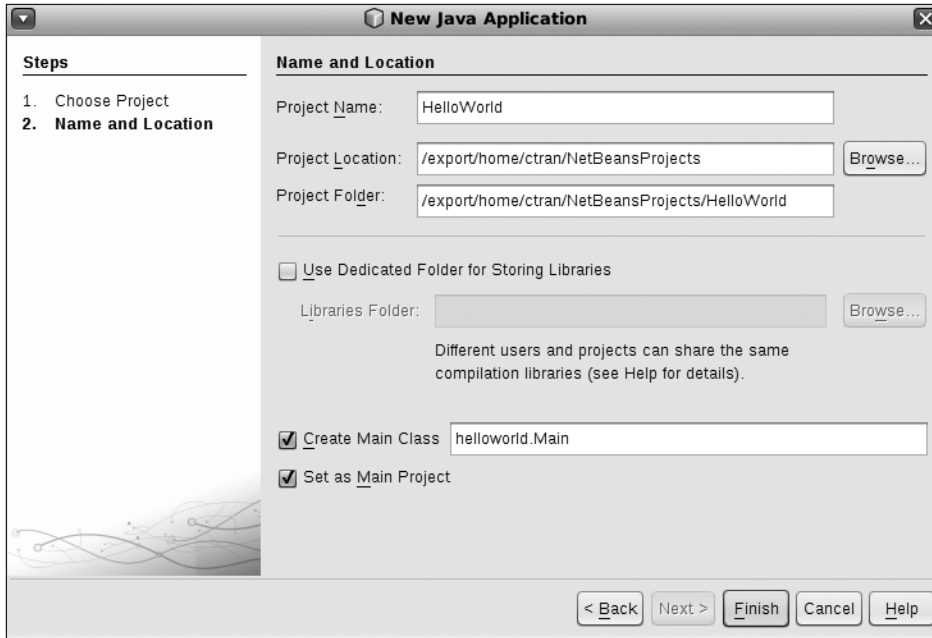 New Java Application
Steps
1. Choose Project
2. Name and Location
Name and Location
Project Name: HelloWorld
Project Location: /export/home/ctran/NetBeansProjects Browse...
Project Folder: /export/home/ctran/NetBeansProjects/HelloWorld
Use Dedicated Folder for Storing Libraries
Libraries Folder: Browse...
Different users and projects can share the same
compilation libraries (see Help for details).
Create Main Class helloworld.Main
Set as Main Project
< Back Next > Finish Cancel Help